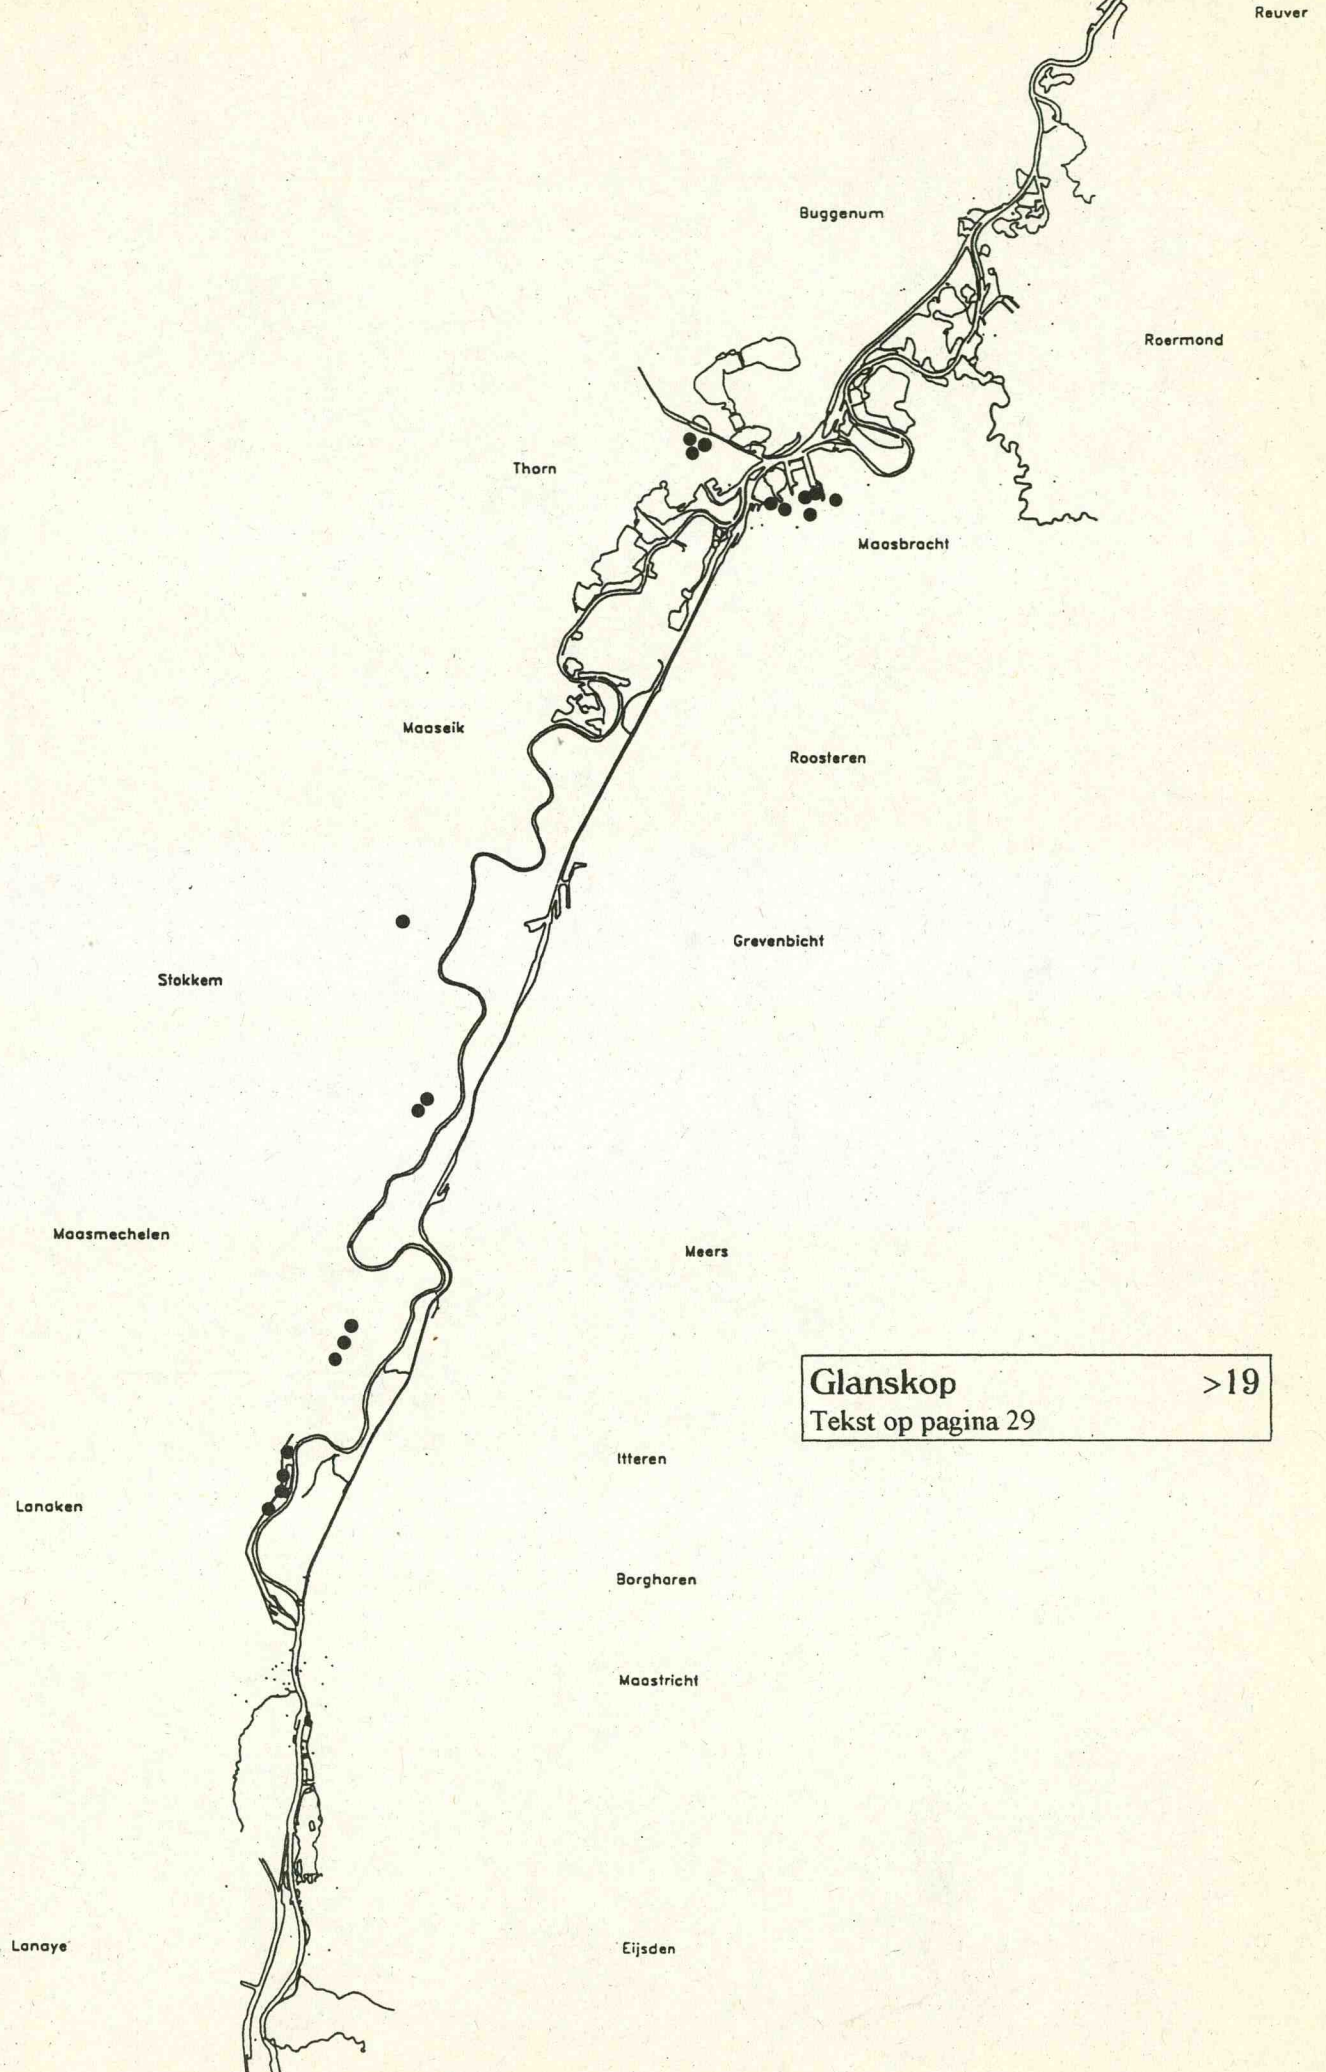 Reuver
Buggenum
Roermond
Thorn
Maasbracht
Maaseik
Roosteren
Grevenbicht
Stokkem
Maasmechelen
Meers
Glanskop >19
Tekst op pagina 29
Itteren
Lanaken
Borgharen
Maastricht
Lanaye
Eijsden